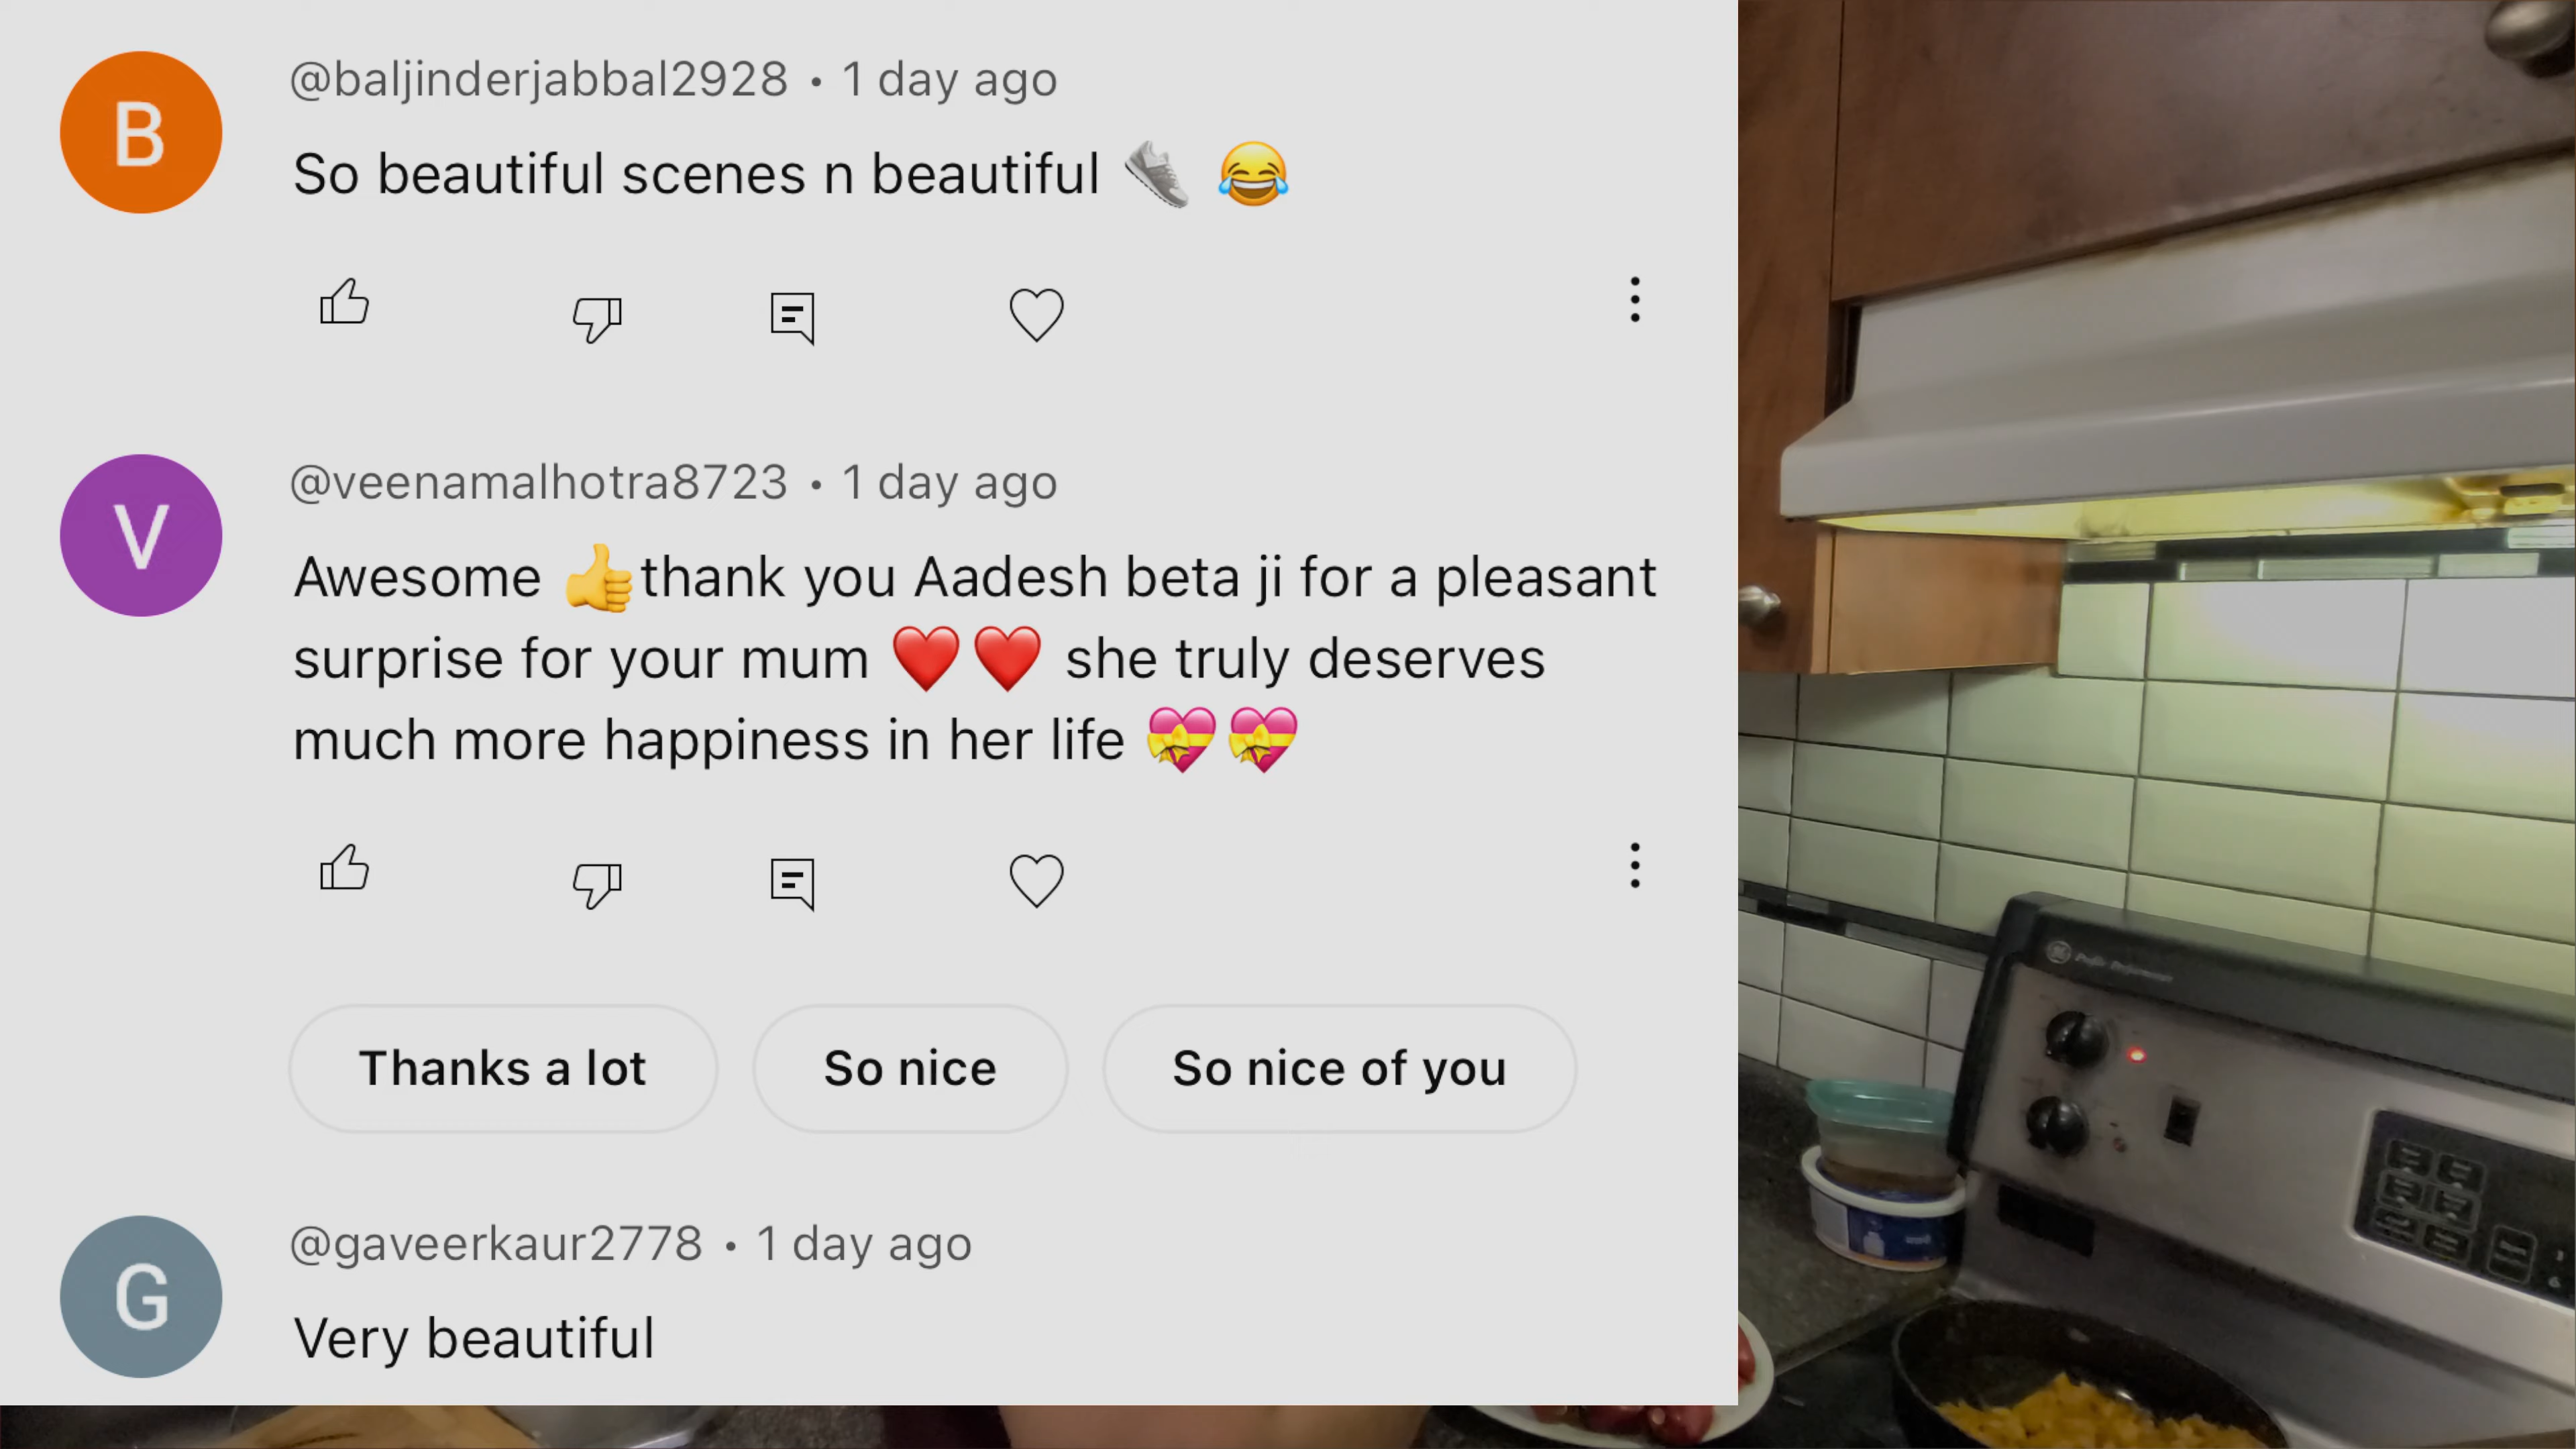 B
@baljinderjabbal2928 • 1 day ago
So beautiful scenes n beautiful 👟 😂
V
@veenamalhotra8723 • 1 day ago
Awesome 👍thank you Aadesh beta ji for a pleasant
surprise for your mum ❤️❤️ she truly deserves
much more happiness in her life 💝💝
Thanks a lot
So nice
So nice of you
G
@gaveerkaur2778 • 1 day ago
Very beautiful